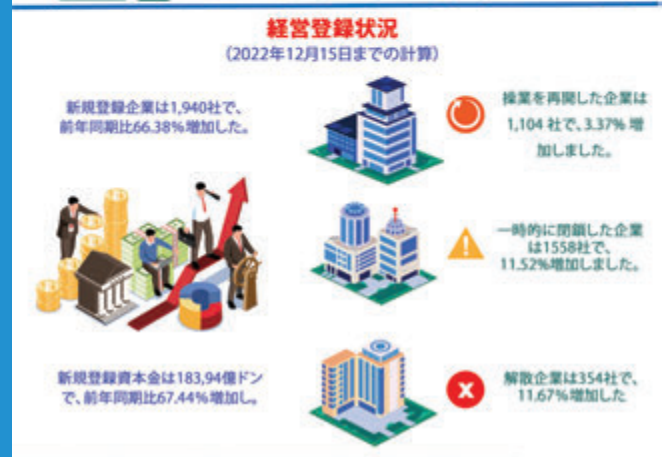 経営登録状況
(2022年12月15日までの計算)
新規登録企業は1,940社で、
前年同期比66.38%増加した。
操業を再開した企業は
1,104 社で、3.37% 増
加しました。
一時的に閉鎖した企業
は1558社で、
11.52%増加しました。
新規登録資本金は183,94億ドン
で、前年同期比67.44%増加し。
解散企業は354社で、
11.67%増加した